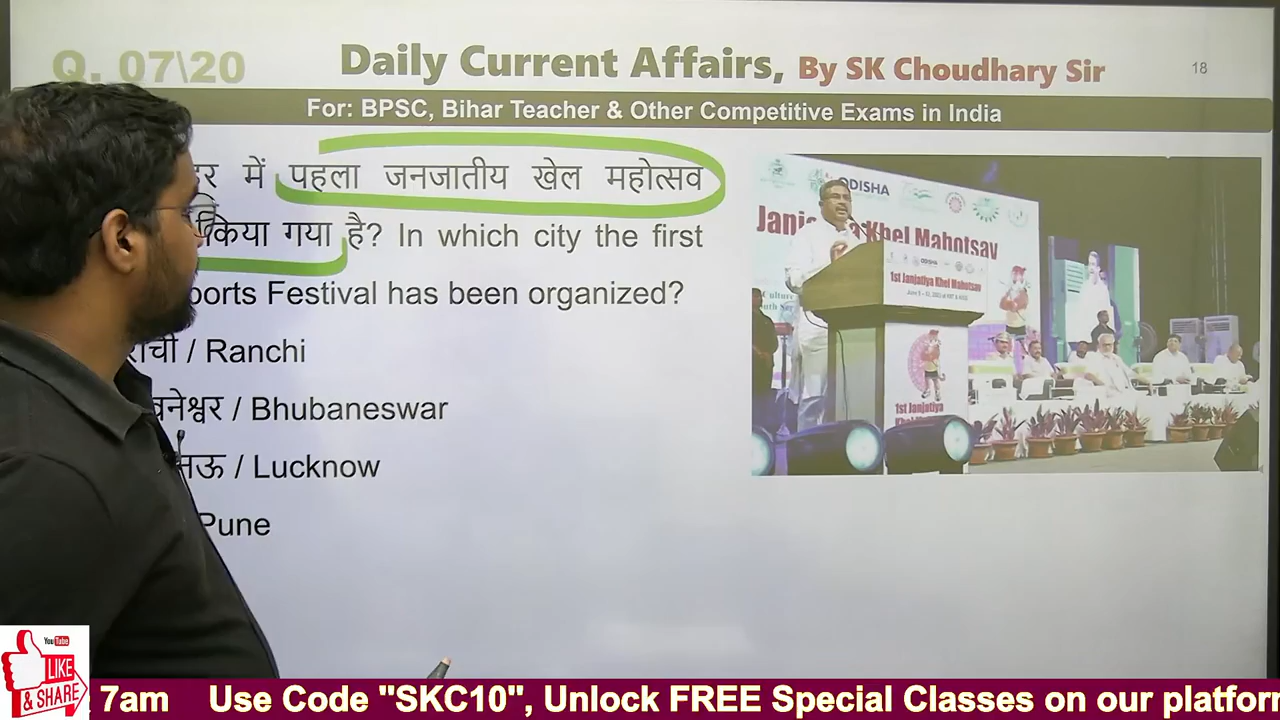 Q. 07\20
Daily Current Affairs, By SK Choudhary Sir
18
For: BPSC, Bihar Teacher & Other Competitive Exams in India
में पहला जनजातीय खेल महोत्सव
किया गया है? In which city the first
Festival has been organized?
/ Ranchi
/ Bhubaneswar
/ Lucknow
Pune
ODISHA
Khel Mahotsav
1st Janjatiya Khel Mahotsav
1st Janjatiya
YouTube
LIKE
& SHARE
7am Use Code "SKC10", Unlock FREE Special Classes on our